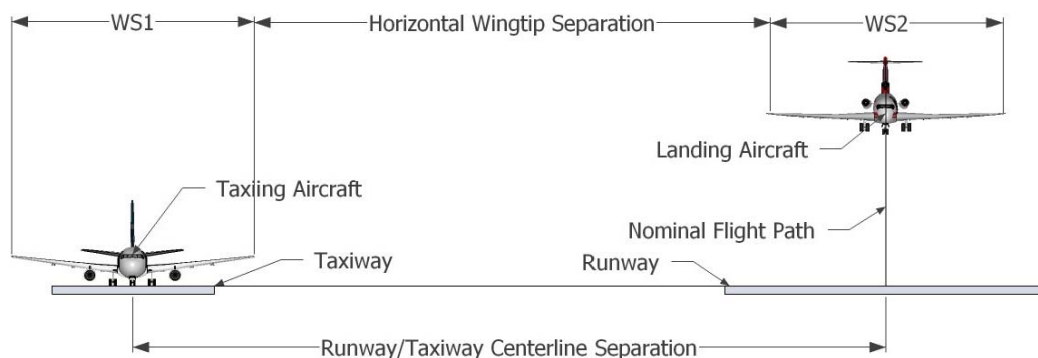 WS1
Horizontal Wingtip Separation
WS2
Landing Aircraft
Taxiing Aircraft
Nominal Flight Path
Taxiway
Runway
Runway/Taxiway Centerline Separation